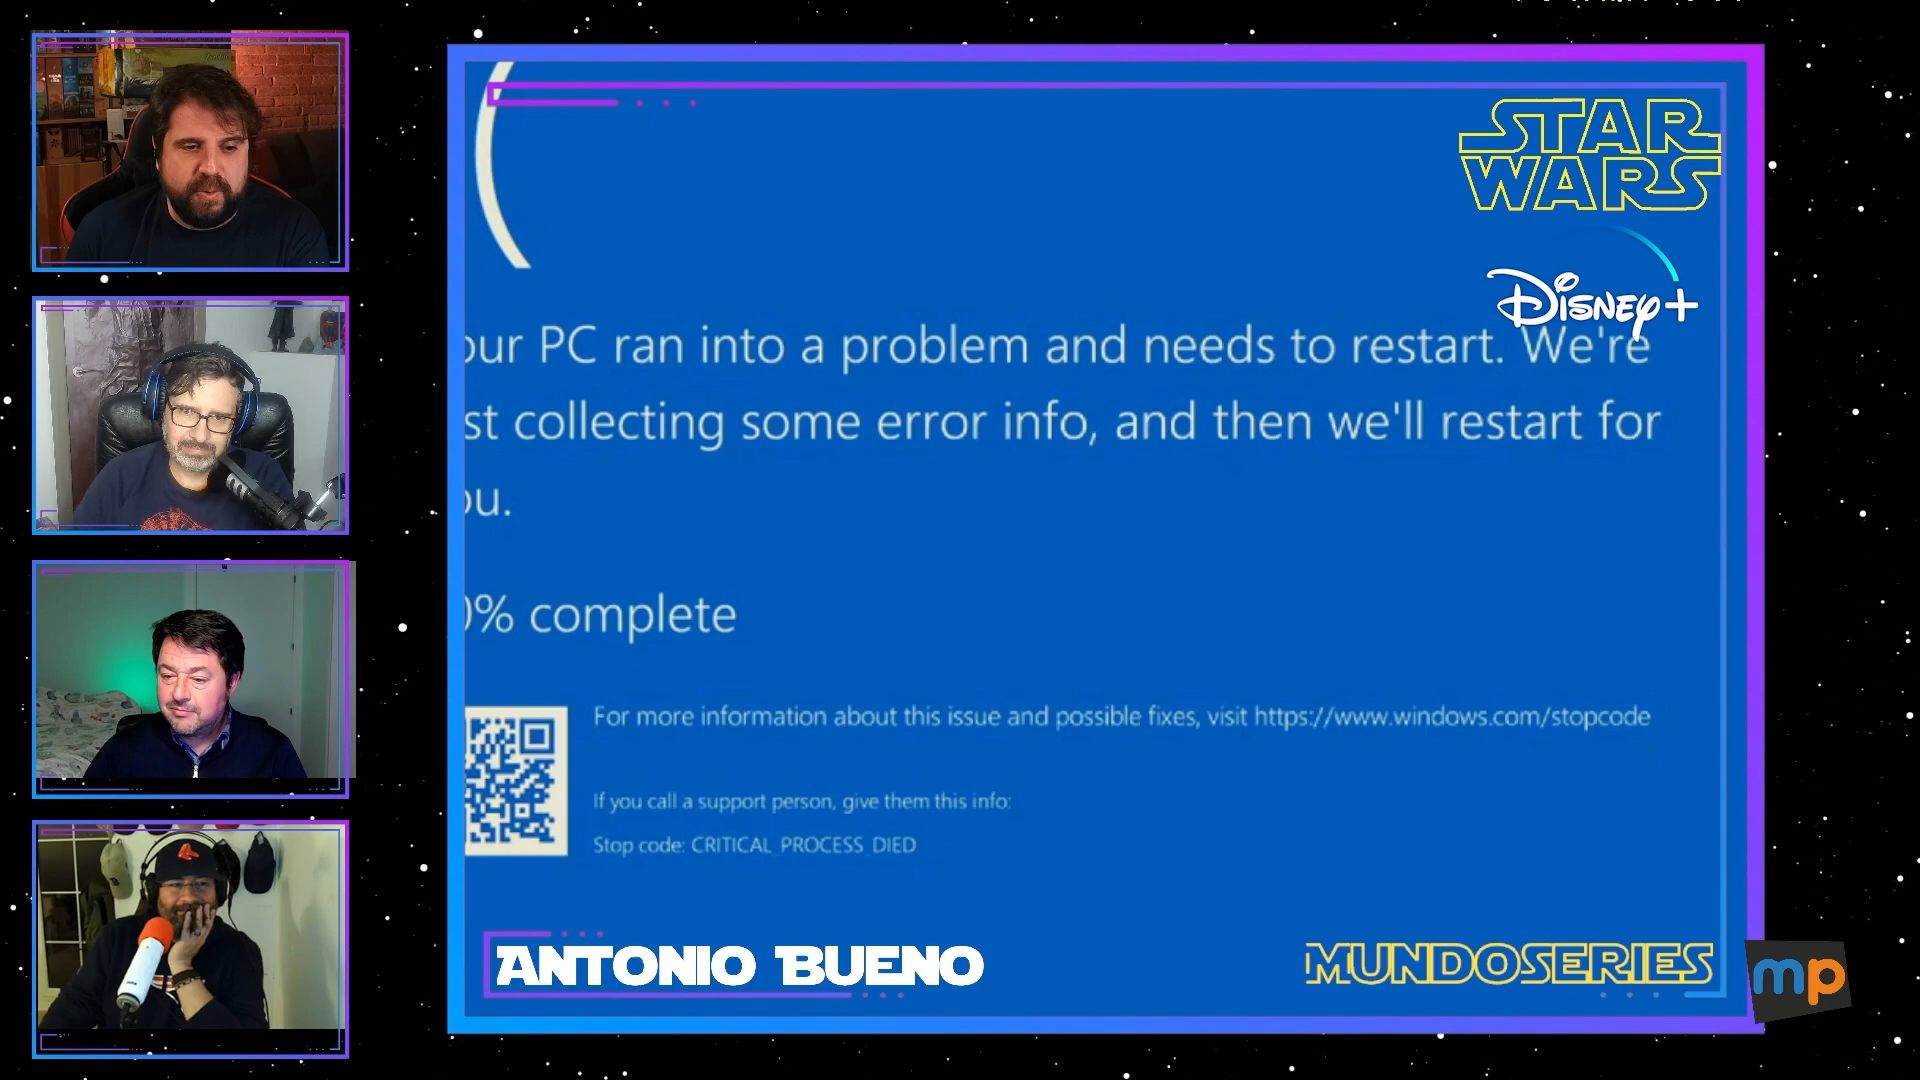 STAR
WARS
Disney+
our PC ran into a problem and needs to restart. We're
st collecting some error info, and then we'll restart for
ou.
0% complete
For more information about this issue and possible fixes, visit https://www.windows.com/stopcode
If you call a support person, give them this info:
Stop code: CRITICAL_PROCESS_DIED
ANTONIO BUENO
MUNDOSERIES
mp